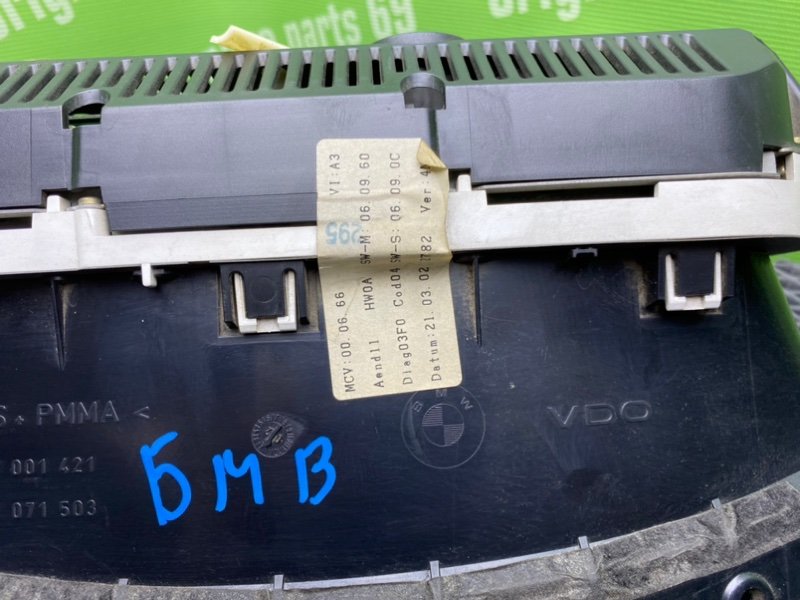 parts 69
MCV:00.06.66 VI:A3
Aend11 HW0A SW-M:06.09.60
Diag03F0 Cod04 SW-S:06.09.0C
Datum:21.03.02 Ver:4
295
PMMA <
BMW
VDO
001 421
071 503
БМВ